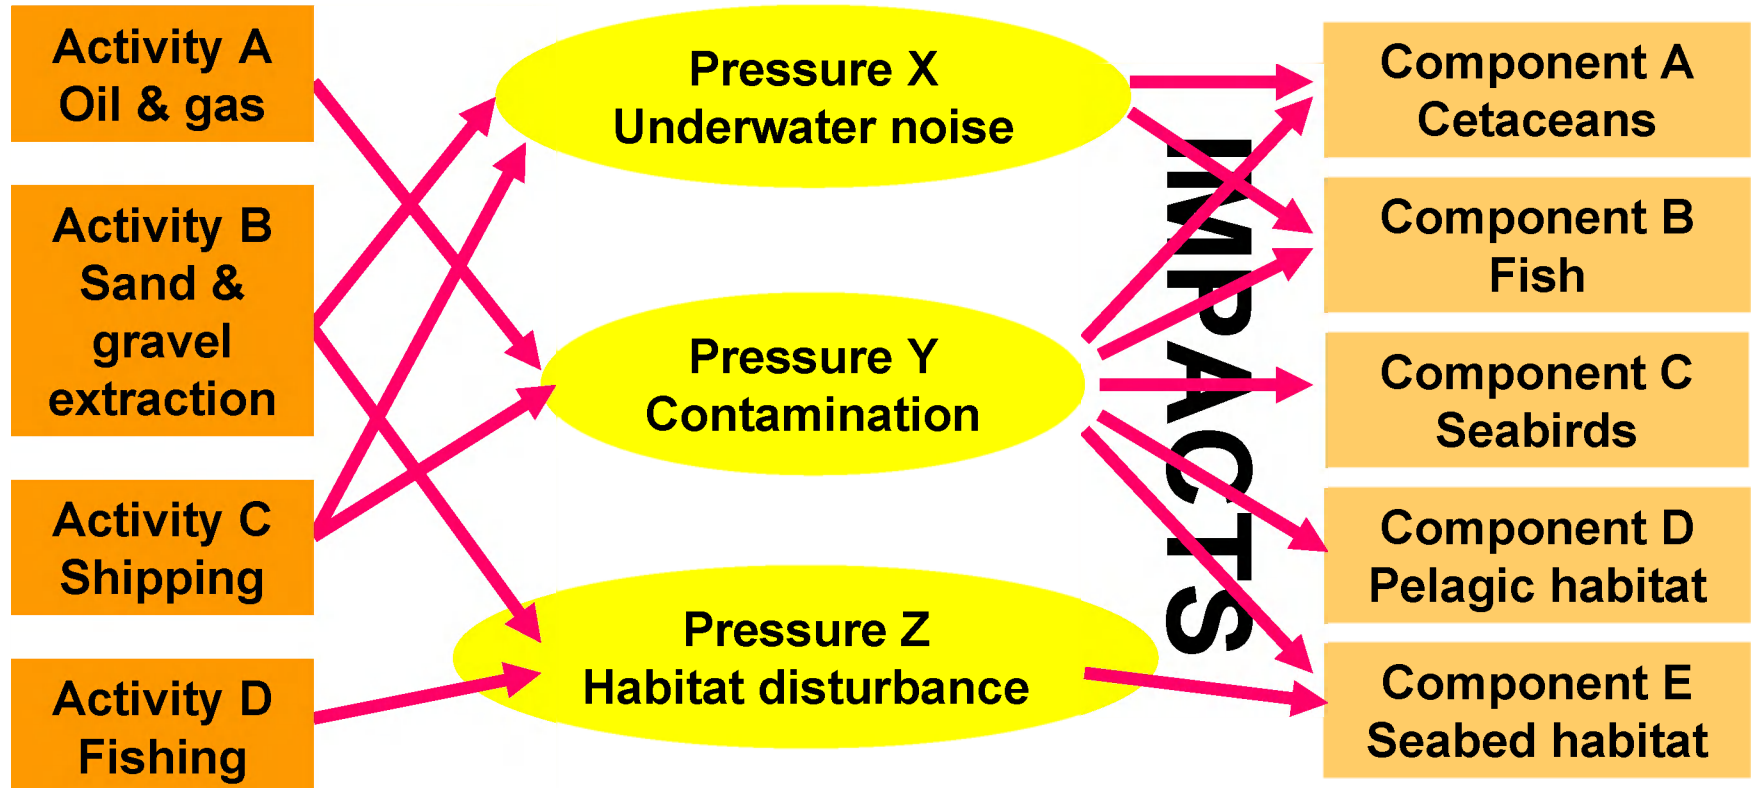 Activity A
Oil & gas
Activity B
Sand &
gravel
extraction
Activity C
Shipping
Activity D
Fishing
Pressure X
Underwater noise
Pressure Y
Contamination
Pressure Z
Habitat disturbance
IMPACTS
Component A
Cetaceans
Component B
Fish
Component C
Seabirds
Component D
Pelagic habitat
Component E
Seabed habitat